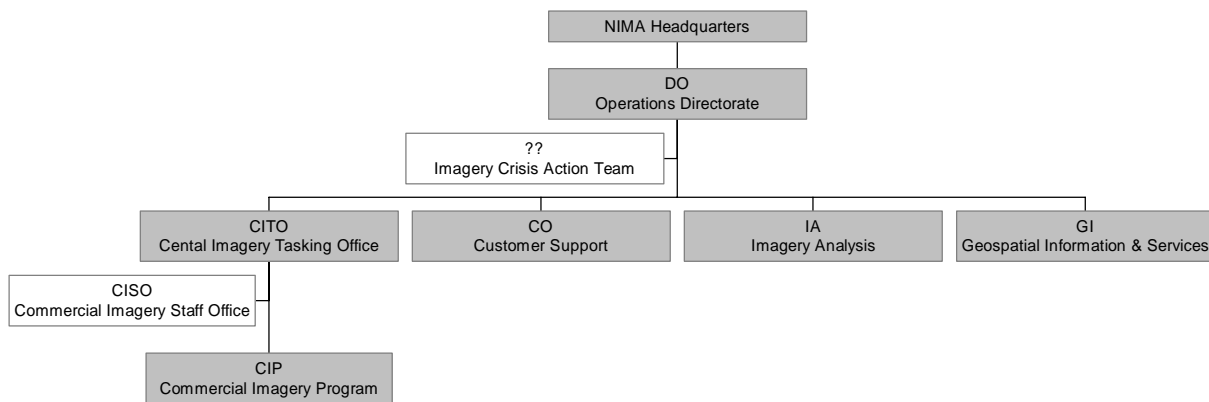 NIMA Headquarters
DO
Operations Directorate
??
Imagery Crisis Action Team
CITO
Cental Imagery Tasking Office
CO
Customer Support
IA
Imagery Analysis
GI
Geospatial Information & Services
CISO
Commercial Imagery Staff Office
CIP
Commercial Imagery Program